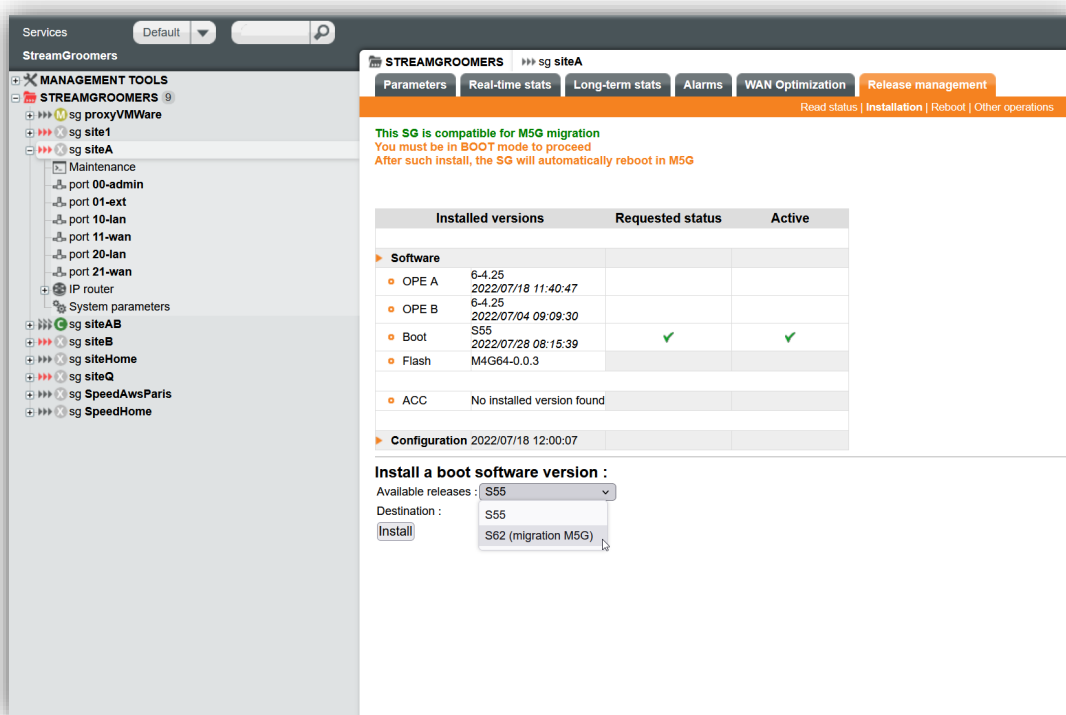 Services Default
StreamGroomers
MANAGEMENT TOOLS
STREAMGROOMERS 9
M sg proxyVMWare
X sg site1
X sg siteA
Maintenance
port 00-admin
port 01-ext
port 10-lan
port 11-wan
port 20-lan
port 21-wan
IP router
System parameters
C sg siteAB
X sg siteB
X sg siteHome
X sg siteQ
X sg SpeedAwsParis
X sg SpeedHome
STREAMGROOMERS sg siteA
Parameters Real-time stats Long-term stats Alarms WAN Optimization Release management
Read status | Installation | Reboot | Other operations
This SG is compatible for M5G migration
You must be in BOOT mode to proceed
After such install, the SG will automatically reboot in M5G
Installed versions Requested status Active
Software
OPE A 6-4.25
2022/07/18 11:40:47
OPE B 6-4.25
2022/07/04 09:09:30
Boot S55
2022/07/28 08:15:39
Flash M4G64-0.0.3
ACC No installed version found
Configuration 2022/07/18 12:00:07
Install a boot software version :
Available releases : S55
Destination :
S55
Install
S62 (migration M5G)